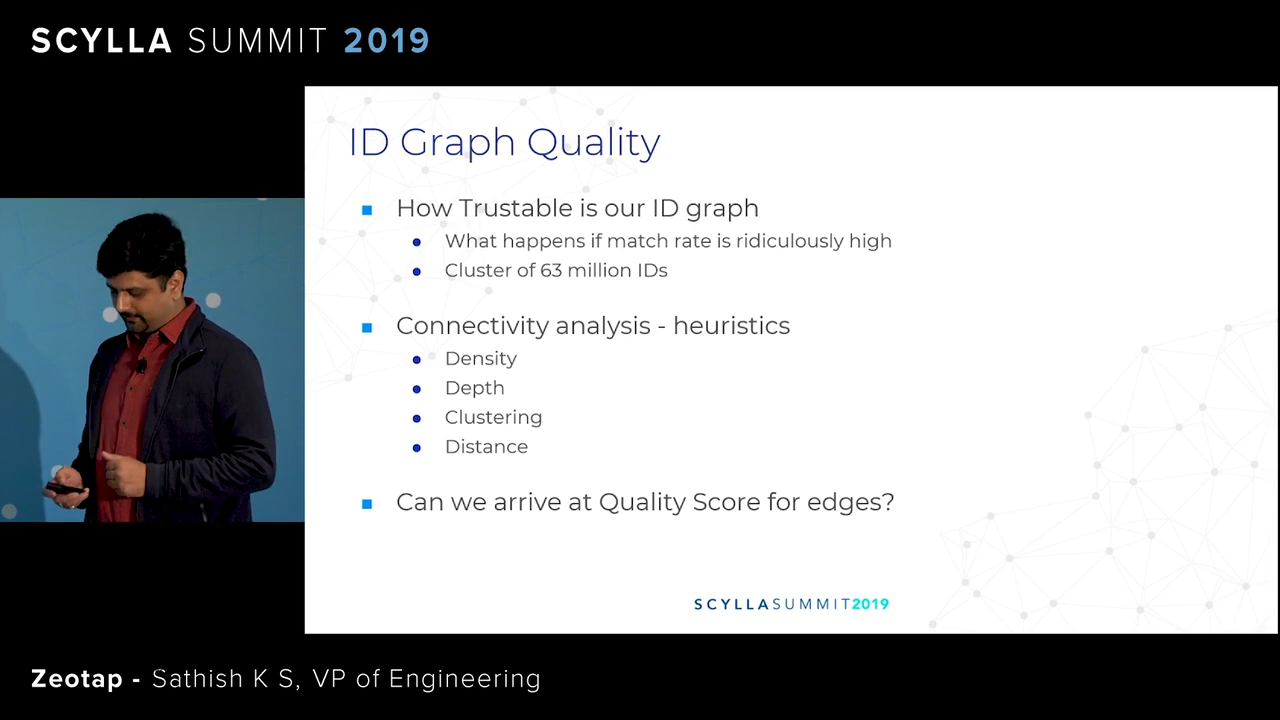 SCYLLA SUMMIT 2019
ID Graph Quality
How Trustable is our ID graph
What happens if match rate is ridiculously high
Cluster of 63 million IDs
Connectivity analysis - heuristics
Density
Depth
Clustering
Distance
Can we arrive at Quality Score for edges?
SCYLLASUMMIT2019
Zeotap - Sathish K S, VP of Engineering